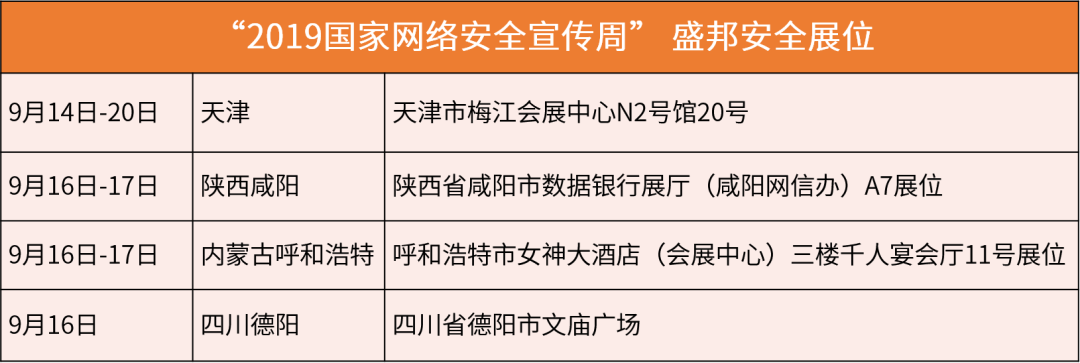 “2019国家网络安全宣传周” 盛邦安全展位
9月14日-20日 天津 天津市梅江会展中心N2号馆20号
9月16日-17日 陕西咸阳 陕西省咸阳市数据银行展厅（咸阳网信办）A7展位
9月16日-17日 内蒙古呼和浩特 呼和浩特市女神大酒店（会展中心）三楼千人宴会厅11号展位
9月16日 四川德阳 四川省德阳市文庙广场